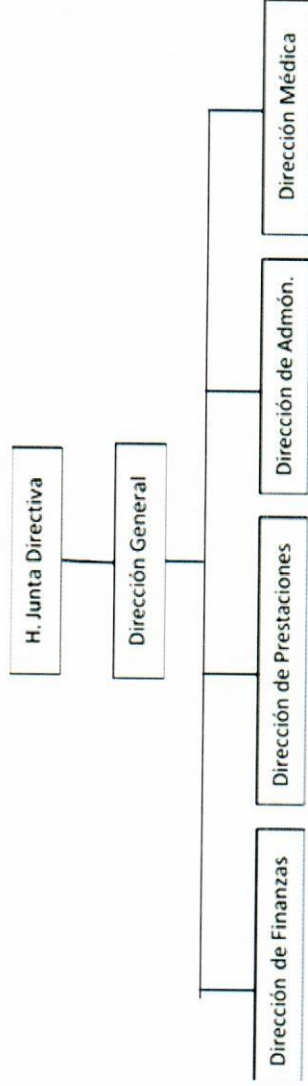 H. Junta Directiva
Dirección General
Dirección de Finanzas
Dirección de Prestaciones
Dirección de Admón.
Dirección Médica